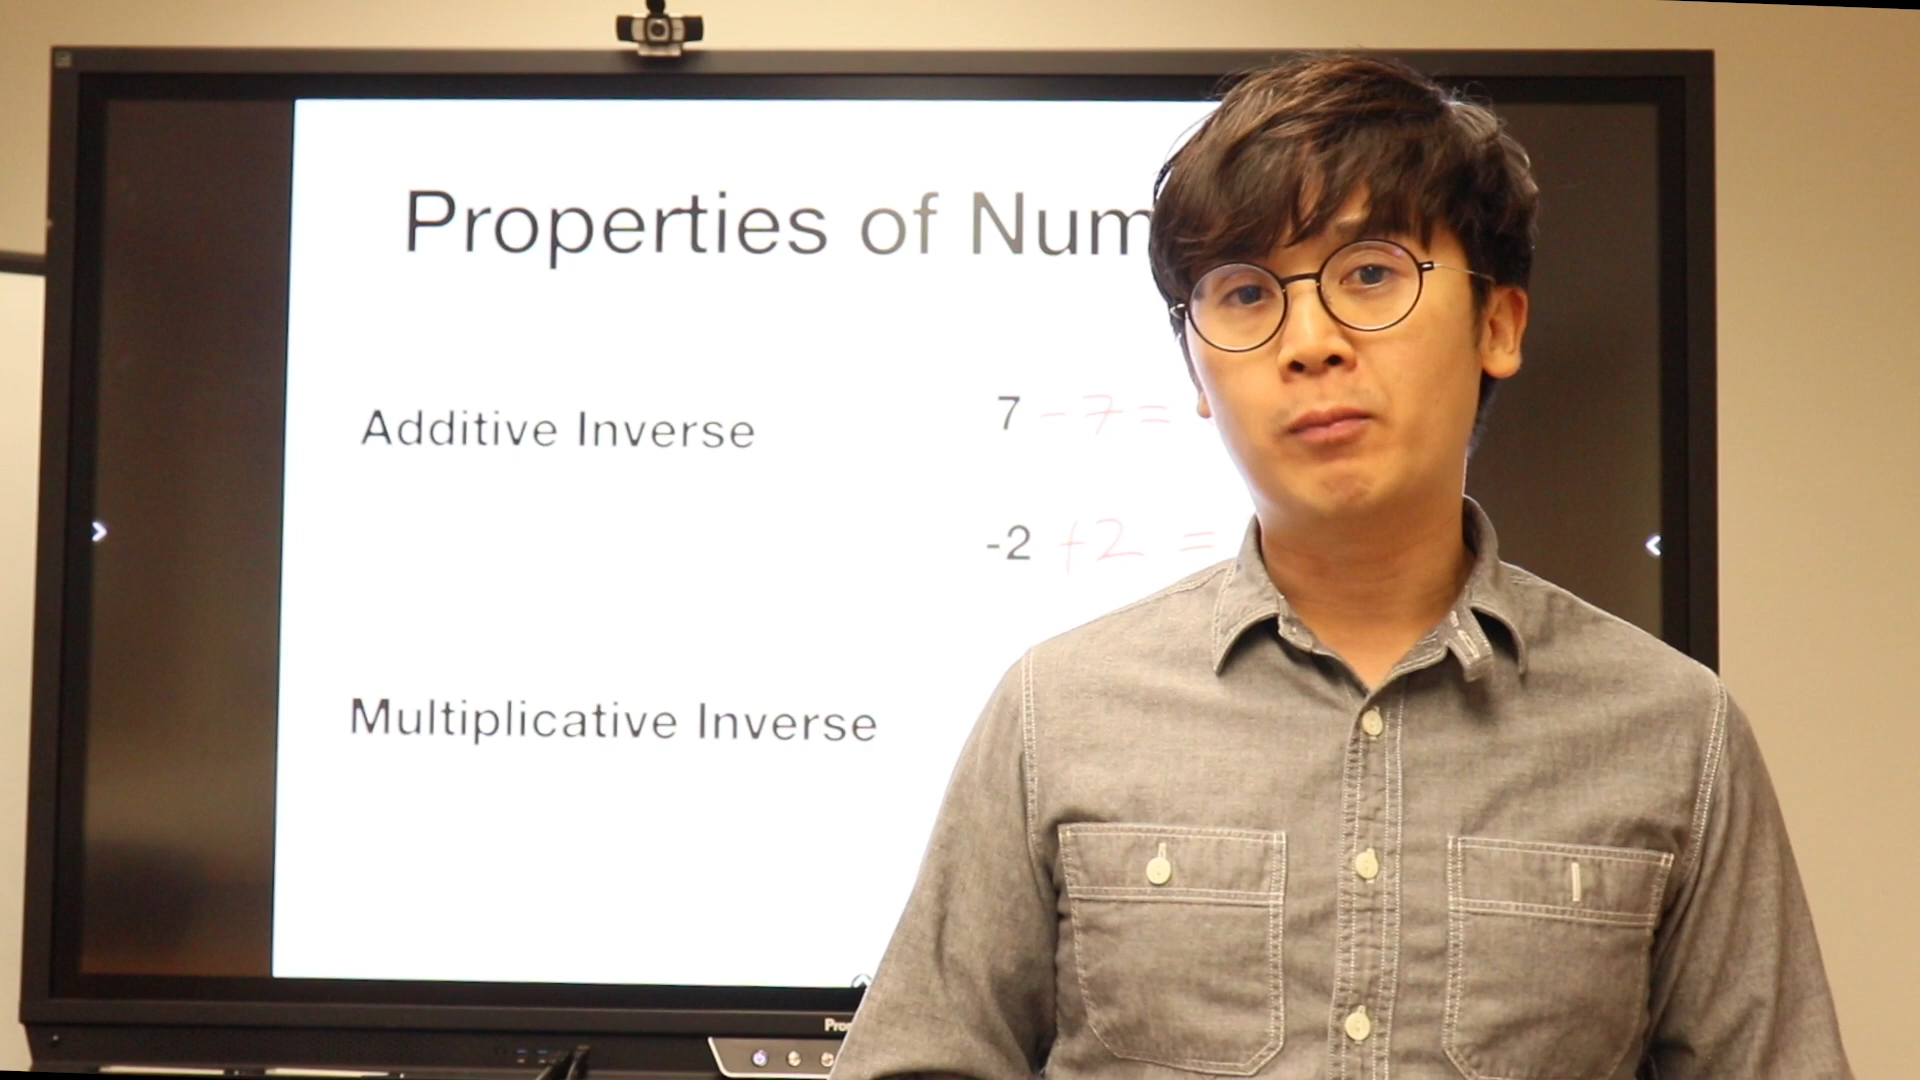 Properties of Num
Additive Inverse
7 - 7 =
-2 +2 =
Multiplicative Inverse